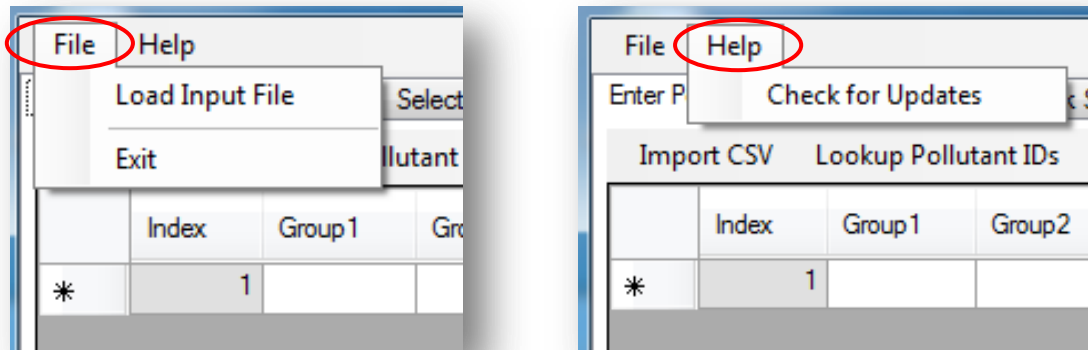 File Help
Load Input File
Select
Exit
llutant
Index Group1
1
File Help
Enter P
Check for Updates
Import CSV Lookup Pollutant IDs
Index Group1 Group2
1